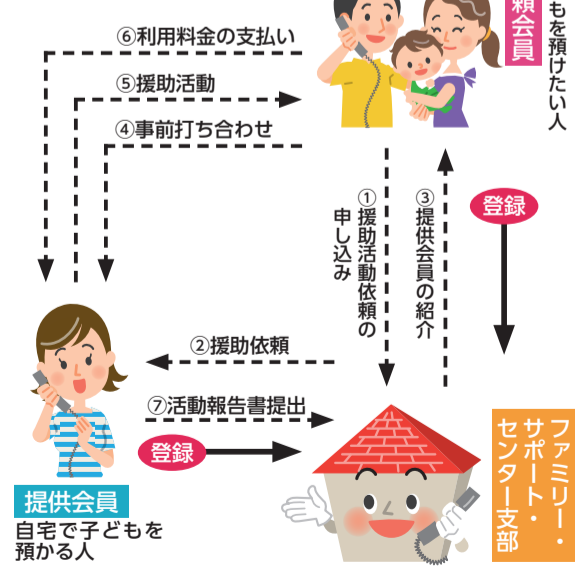 ⑥利用料金の支払い
⑤援助活動
④事前打ち合わせ
頼会員
もを預けたい人
①援助活動依頼の
申し込み
③提供会員の紹介
登録
②援助依頼
⑦活動報告書提出
登録
提供会員
自宅で子どもを
預かる人
ファミリー・
サポート・
センター支部